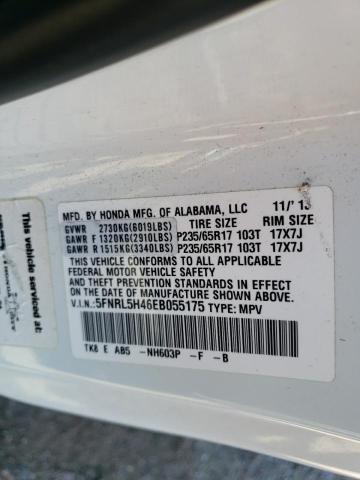 MFD. BY HONDA MFG. OF ALABAMA, LLC 11/'13
GVWR 2730KG(6019LBS) TIRE SIZE RIM SIZE
GAWR F 1320KG(2910LBS) P235/65R17 103T 17X7J
GAWR R 1515KG(3340LBS) P235/65R17 103T 17X7J
THIS VEHICLE CONFORMS TO ALL APPLICABLE
FEDERAL MOTOR VEHICLE SAFETY
AND THEFT PREVENTION STANDARDS IN EFFECT
ON THE DATE OF MANUFACTURE SHOWN ABOVE.
V.I.N.: 5FNRL5H46EB055175 TYPE: MPV
TK8 E AB5 -NH603P -F -B
This vehicle serviced a